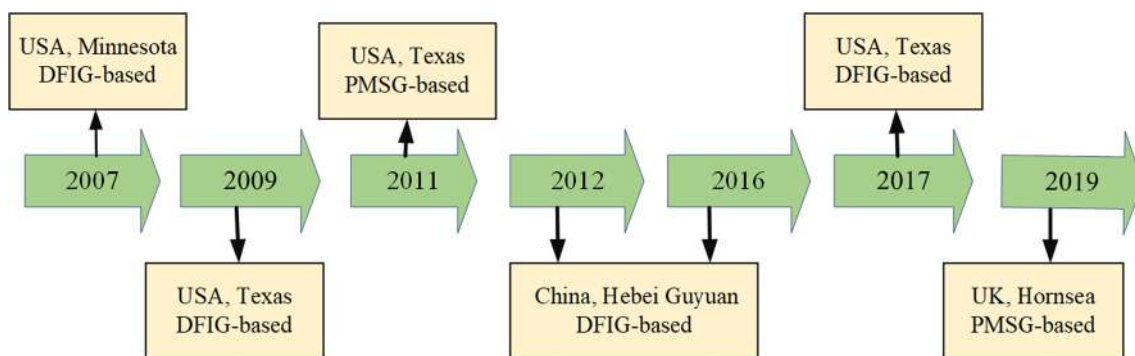 USA, Minnesota
DFIG-based
USA, Texas
PMSG-based
USA, Texas
DFIG-based
2007
2009
2011
2012
2016
2017
2019
USA, Texas
DFIG-based
China, Hebei Guyuan
DFIG-based
UK, Hornsea
PMSG-based